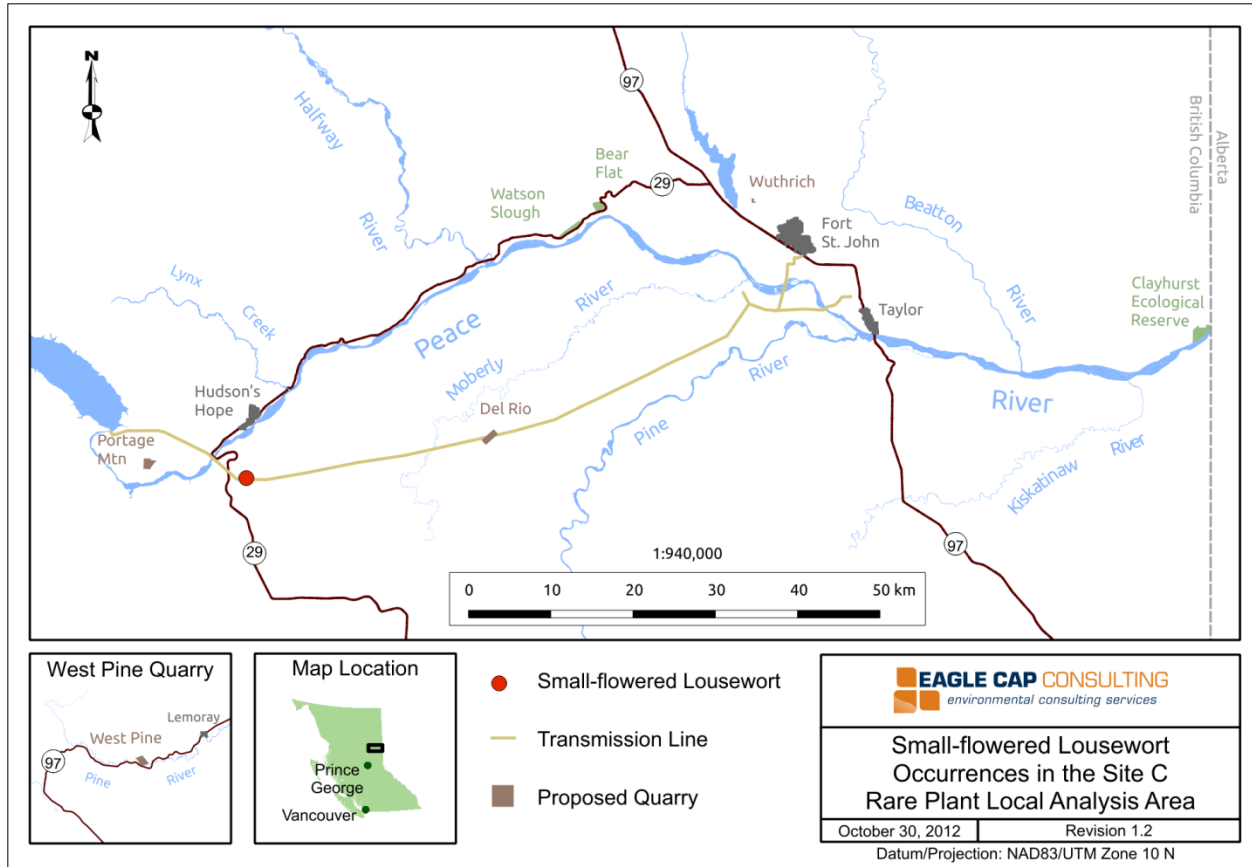 N
97
Halfway
River
Bear
Flat
29
Wuthrich
Watson
Slough
Fort
St. John
Beatton
River
British Columbia
Alberta
Lynx
Creek
Peace
Moberly
River
Clayhurst
Ecological
Reserve
Taylor
Hudson's
Hope
Del Rio
Pine
River
River
Portage
Mtn
Kiskatinaw
River
29
97
1:940,000
0 10 20 30 40 50 km
West Pine Quarry
Lemoray
West Pine
97
Pine
River
Map Location
Prince
George
Vancouver
Small-flowered Lousewort
Transmission Line
Proposed Quarry
EAGLE CAP CONSULTING
environmental consulting services
Small-flowered Lousewort
Occurrences in the Site C
Rare Plant Local Analysis Area
October 30, 2012 Revision 1.2
Datum/Projection: NAD83/UTM Zone 10 N